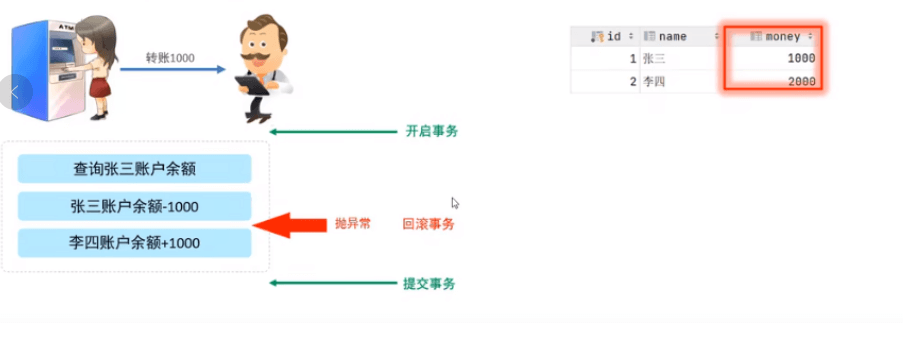 ATM
转账1000
id name money
1 张三 1000
2 李四 2000
开启事务
查询张三账户余额
张三账户余额-1000
抛异常 回滚事务
李四账户余额+1000
提交事务